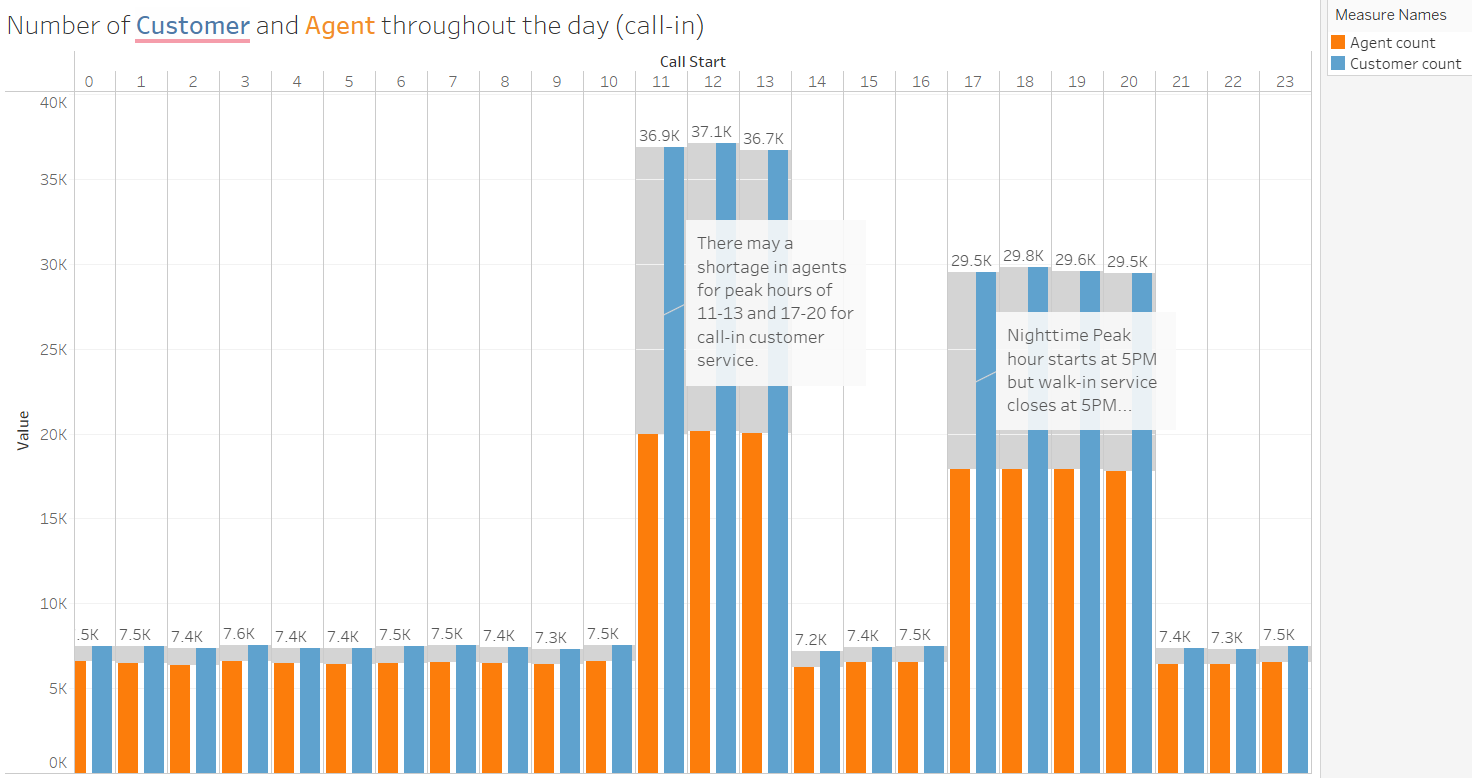 Number of Customer and Agent throughout the day (call-in)
Measure Names
Agent count
Customer count
Call Start
0 1 2 3 4 5 6 7 8 9 10 11 12 13 14 15 16 17 18 19 20 21 22 23
40K
36.9K 37.1K 36.7K
35K
There may a
shortage in agents
for peak hours of
11-13 and 17-20 for
call-in customer
service.
30K
29.5K 29.8K 29.6K 29.5K
Nighttime Peak
hour starts at 5PM
but walk-in service
closes at 5PM...
25K
Value
20K
15K
10K
.5K 7.5K 7.4K 7.6K 7.4K 7.4K 7.5K 7.5K 7.4K 7.3K 7.5K 7.2K 7.4K 7.5K 7.4K 7.3K 7.5K
5K
0K